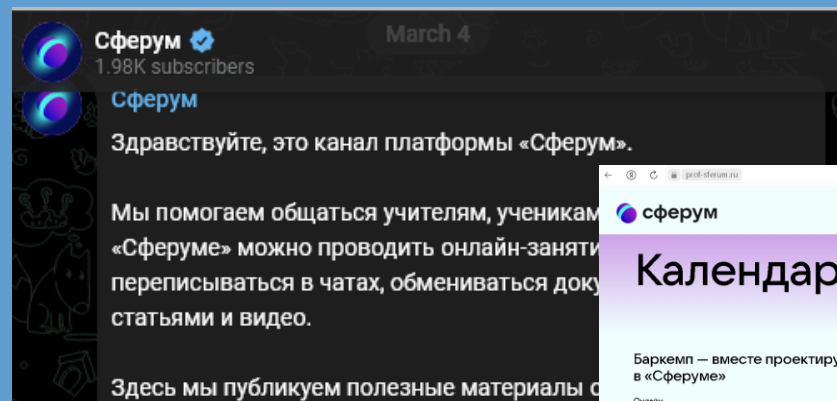 Сферум
March 4
1.98K subscribers
Сферум
Здравствуйте, это канал платформы «Сферум».
Мы помогаем общаться учителям, ученикам
«Сферуме» можно проводить онлайн-заняти
переписываться в чатах, обмениваться доку
статьями и видео.
Здесь мы публикуем полезные материалы о
prof-sferum.ru
сферум
Календар
Баркемп — вместе проектиру
в «Сферуме»
Онлайн